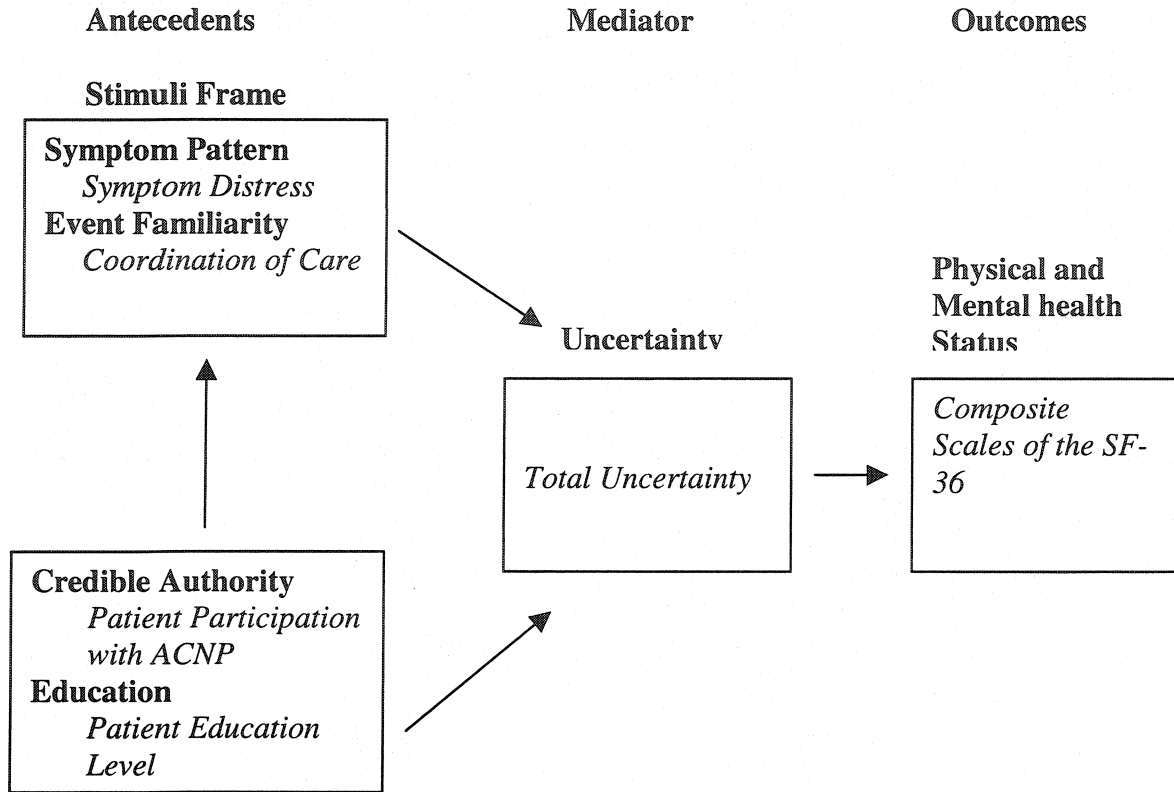 Antecedents
Mediator
Outcomes
Stimuli Frame
Symptom Pattern
Symptom Distress
Event Familiarity
Coordination of Care
Credible Authority
Patient Participation
with ACNP
Education
Patient Education
Level
Uncertainty
Total Uncertainty
Physical and
Mental health
Status
Composite
Scales of the SF-
36